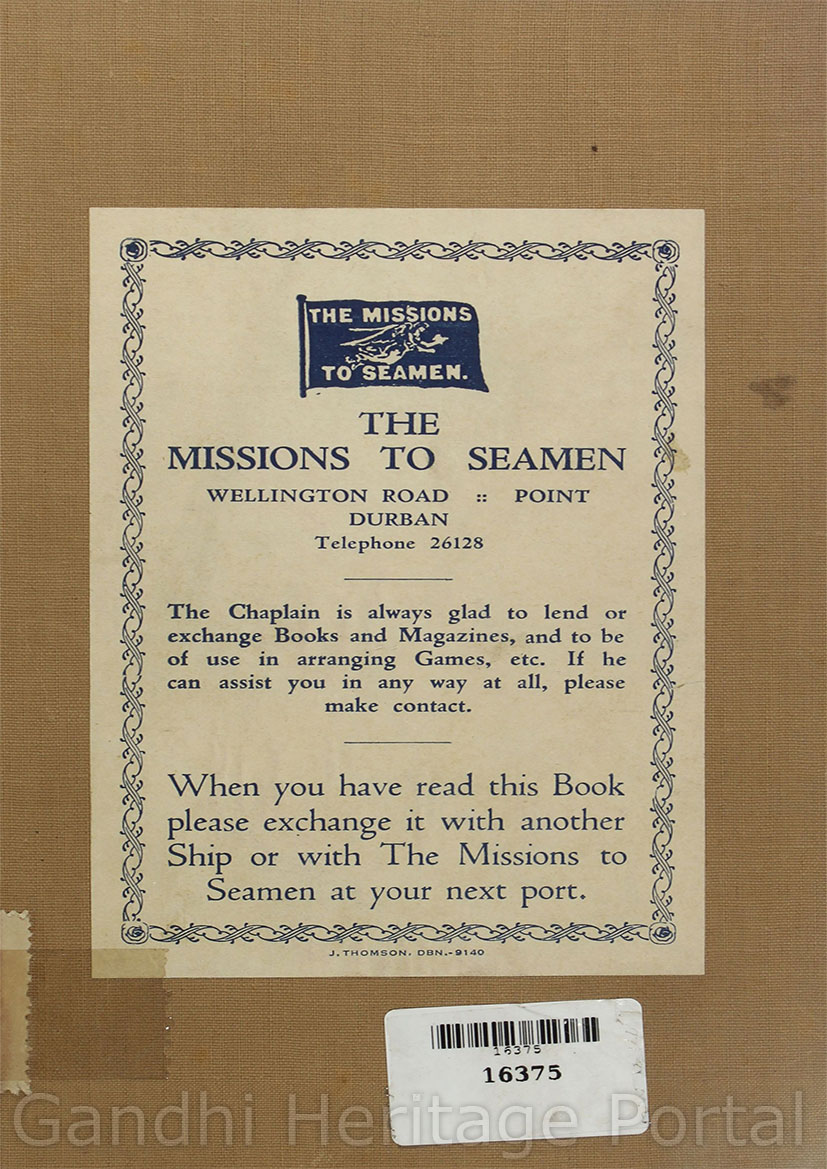 THE MISSIONS
TO SEAMEN.
THE
MISSIONS TO SEAMEN
WELLINGTON ROAD :: POINT
DURBAN
Telephone 26128
The Chaplain is always glad to lend or
exchange Books and Magazines, and to be
of use in arranging Games, etc. If he
can assist you in any way at all, please
make contact.
When you have read this Book
please exchange it with another
Ship or with The Missions to
Seamen at your next port.
J. THOMSON, DBN.-9140
16375
16375
Gandhi Heritage Portal